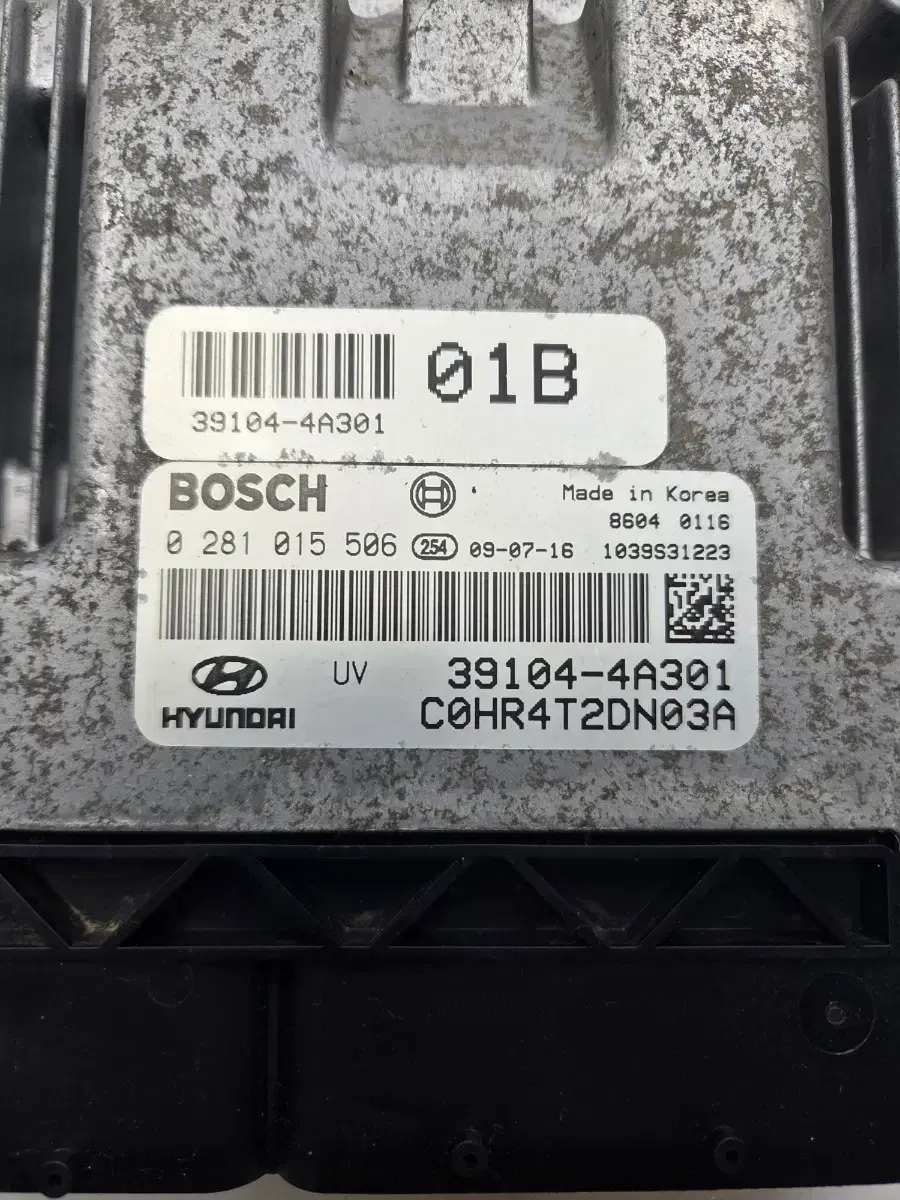 01B
39104-4A301
BOSCH
Made in Korea
8604 0116
0 281 015 506 254 09-07-16 1039S31223
HYUNDAI
UV
39104-4A301
C0HR4T2DN03A